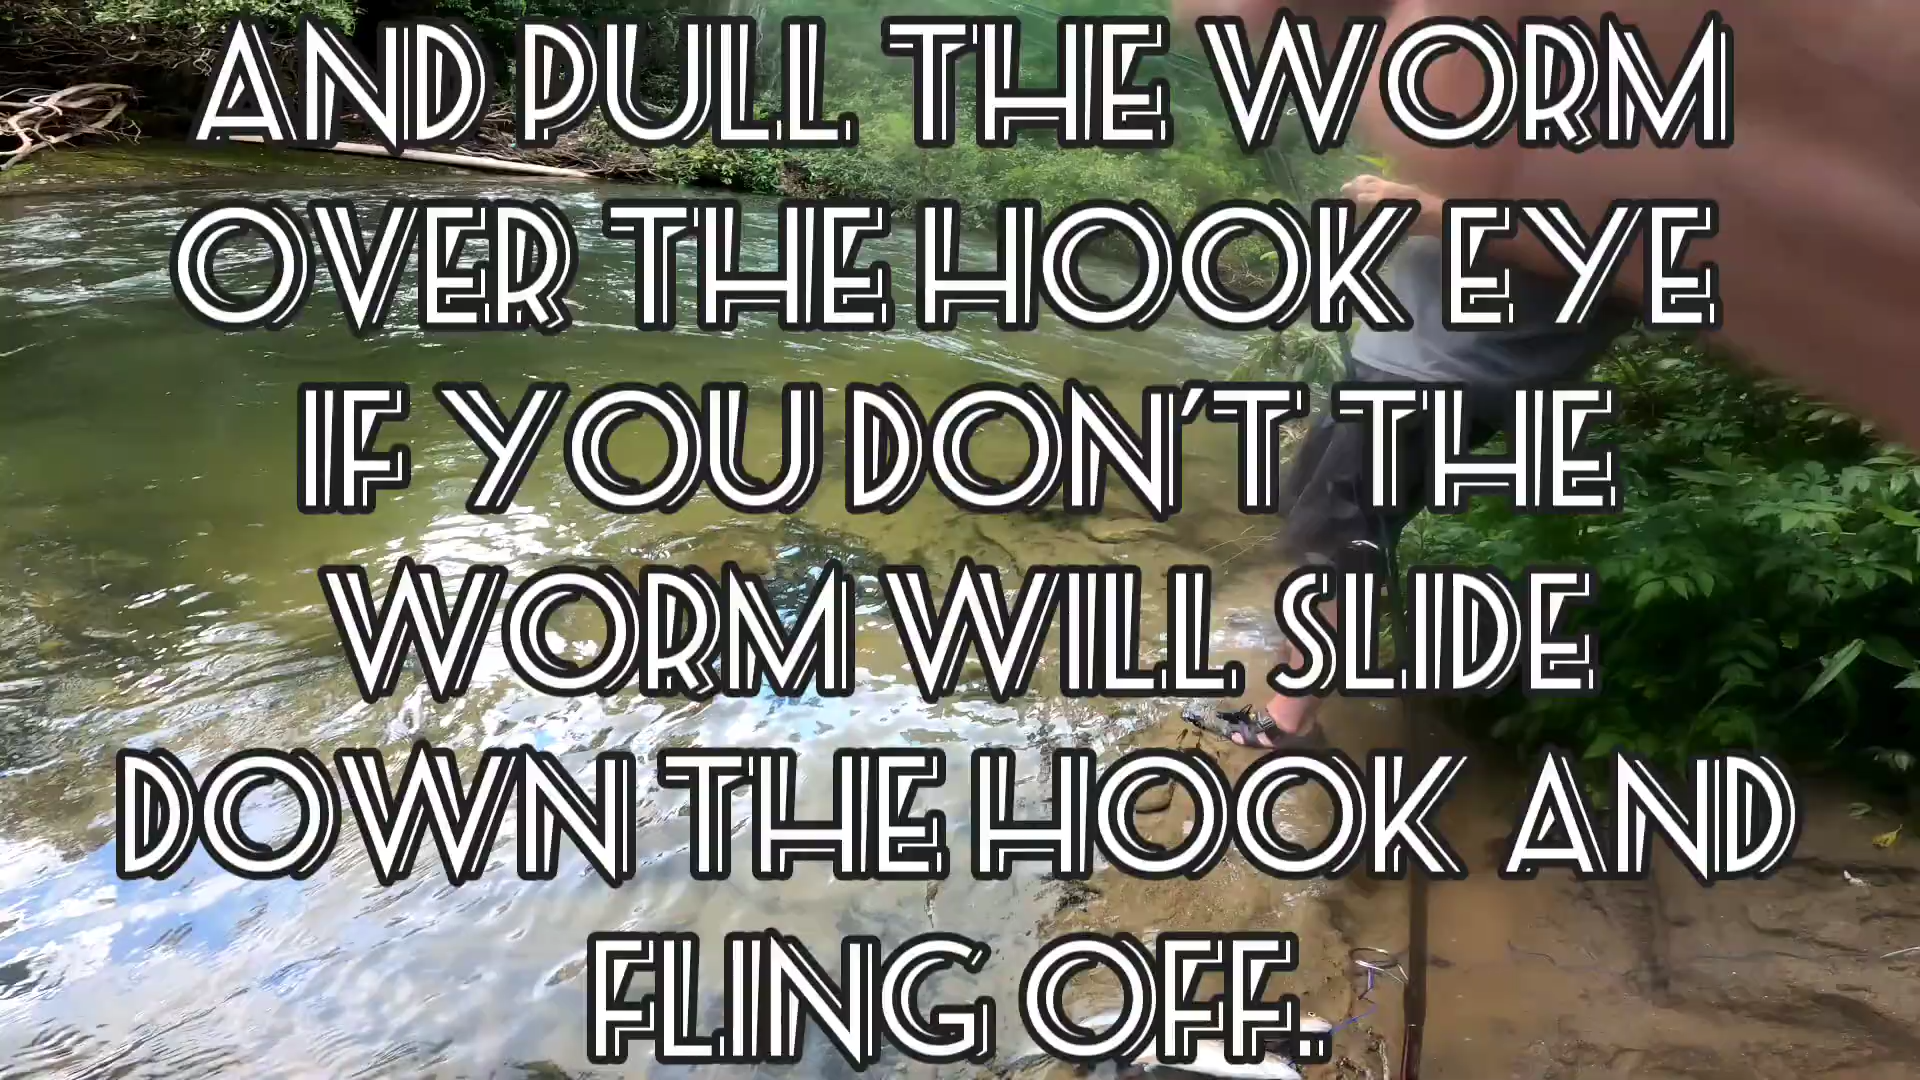 AND PULL THE WORM
OVER THE HOOK EYE
IF YOU DON'T THE
WORM WILL SLIDE
DOWN THE HOOK AND
FLING OFF..